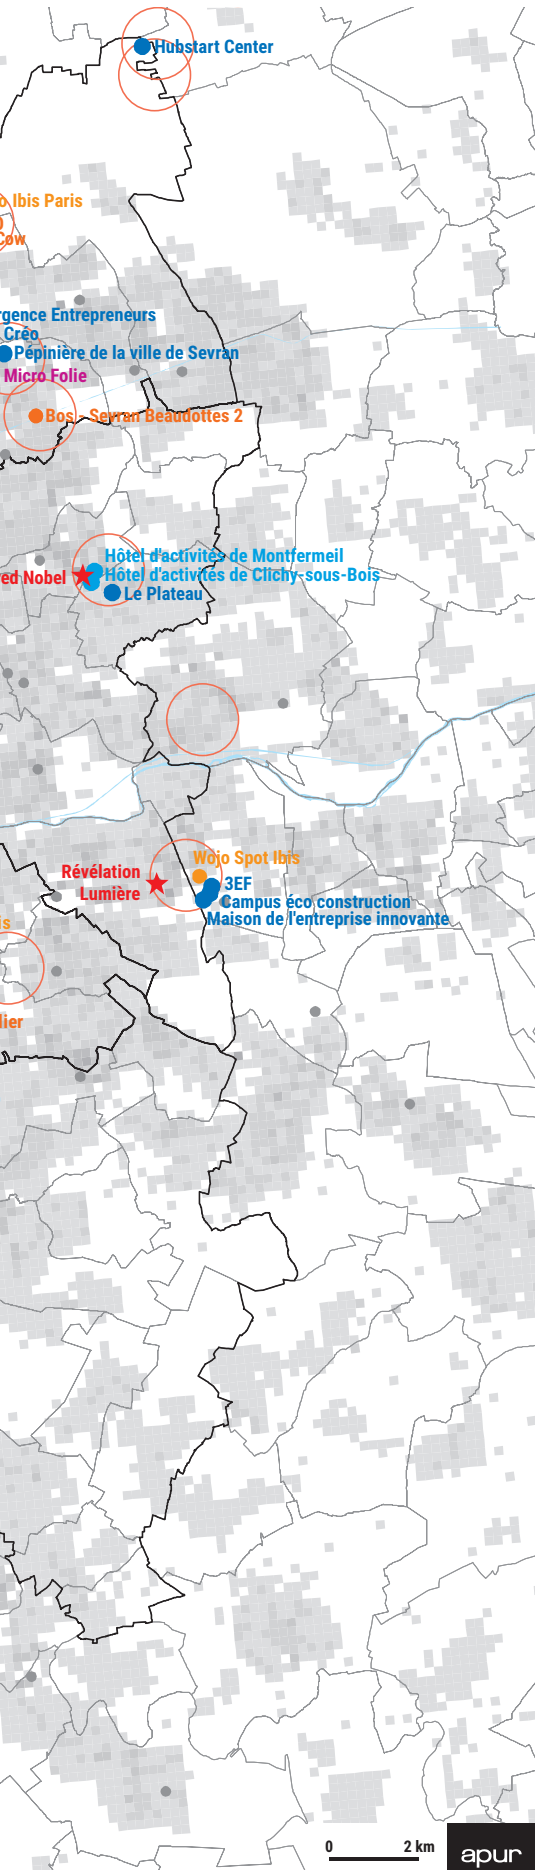 Hubstart Center
o Ibis Paris
Cow
rgence Entrepreneurs
Créo
Pépinière de la ville de Sevran
Micro Folie
Bos - Sevran Beaudottes 2
Hôtel d'activités de Montfermeil
ed Nobel
Hôtel d'activités de Clichy-sous-Bois
Le Plateau
Wojo Spot Ibis
Révélation
Lumière
3EF
Campus éco construction
Maison de l'entreprise innovante
is
lier
0 2 km
apur